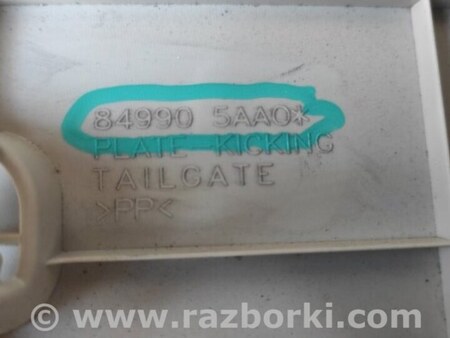 84990 5AA0*
PLATE KICKING
TAILGATE
>PP<
© www.razborki.com